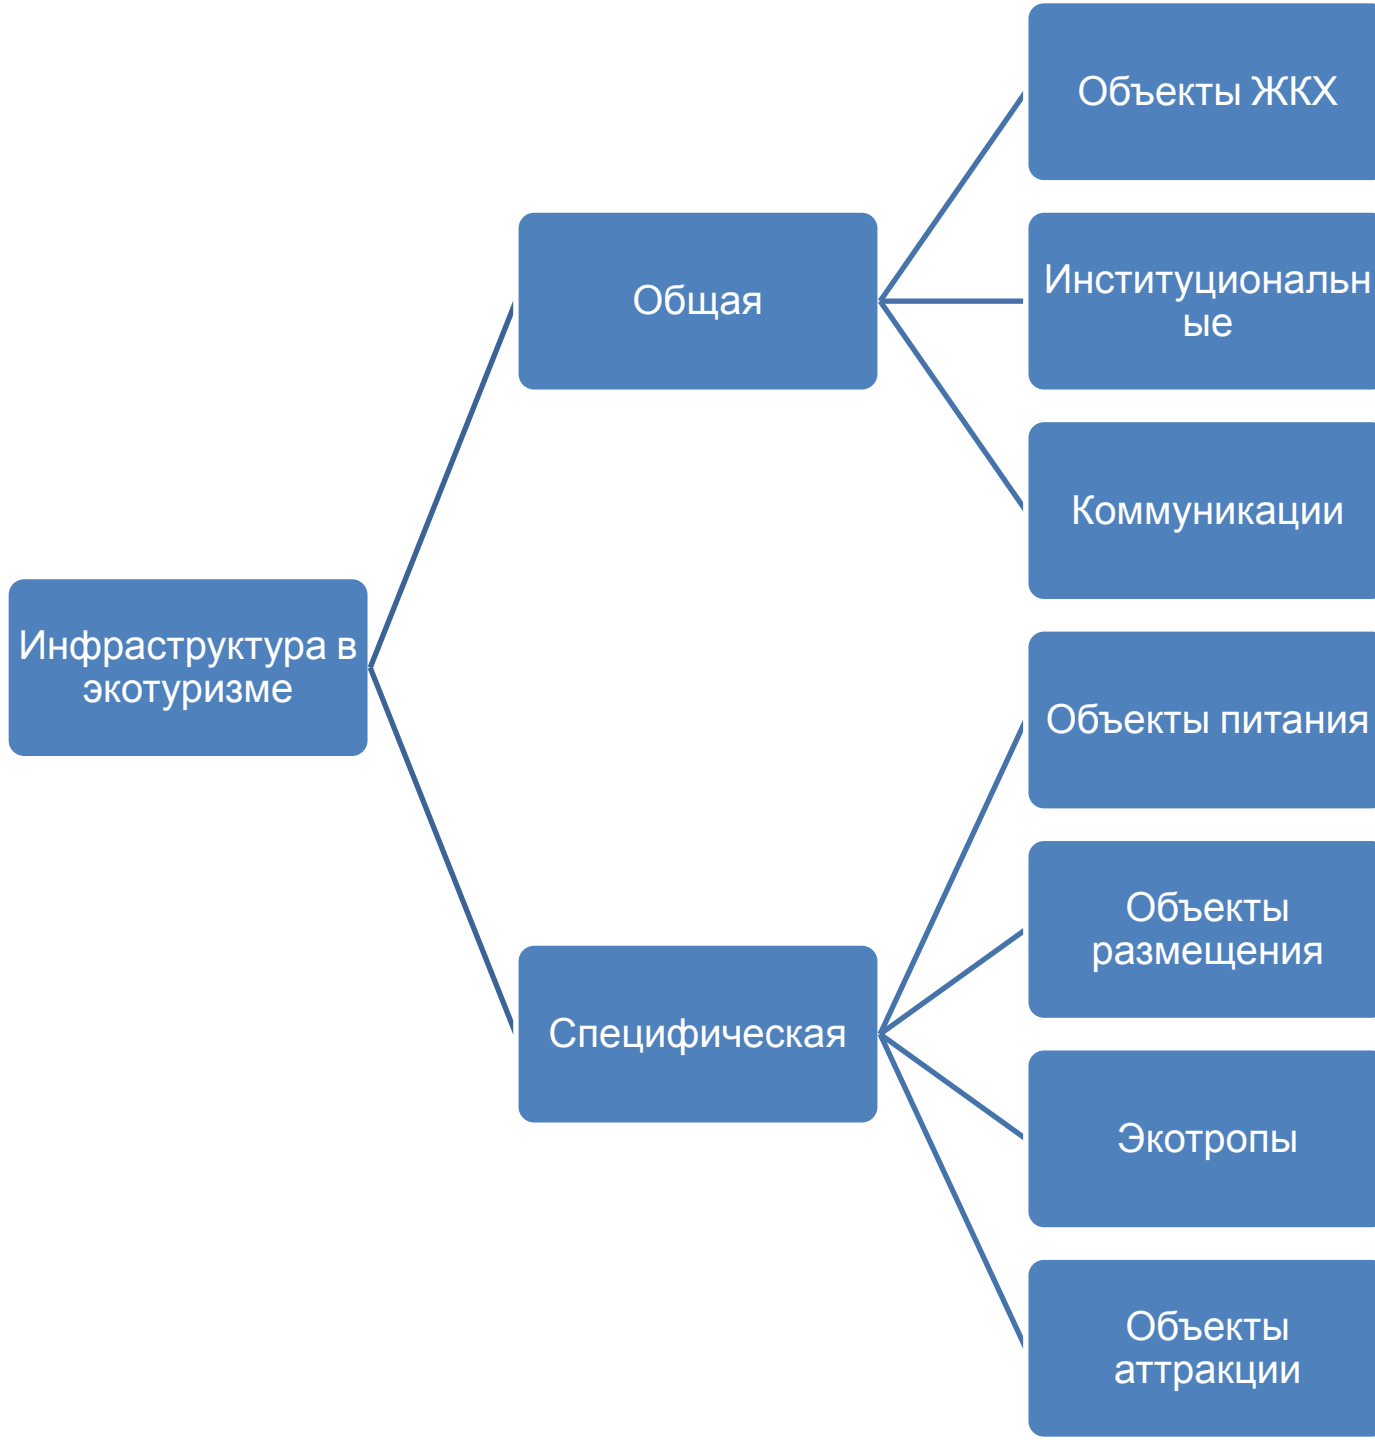 Объекты ЖКХ
Общая
Институциональн
ые
Коммуникации
Инфраструктура в
экотуризме
Объекты питания
Объекты
размещения
Специфическая
Экотропы
Объекты
аттракции